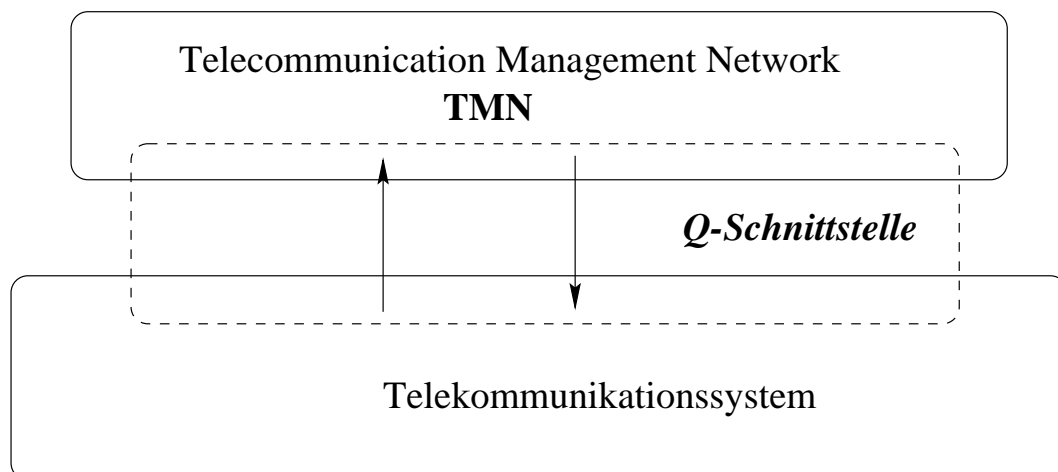 Telecommunication Management Network
TMN
Q-Schnittstelle
Telekommunikationssystem